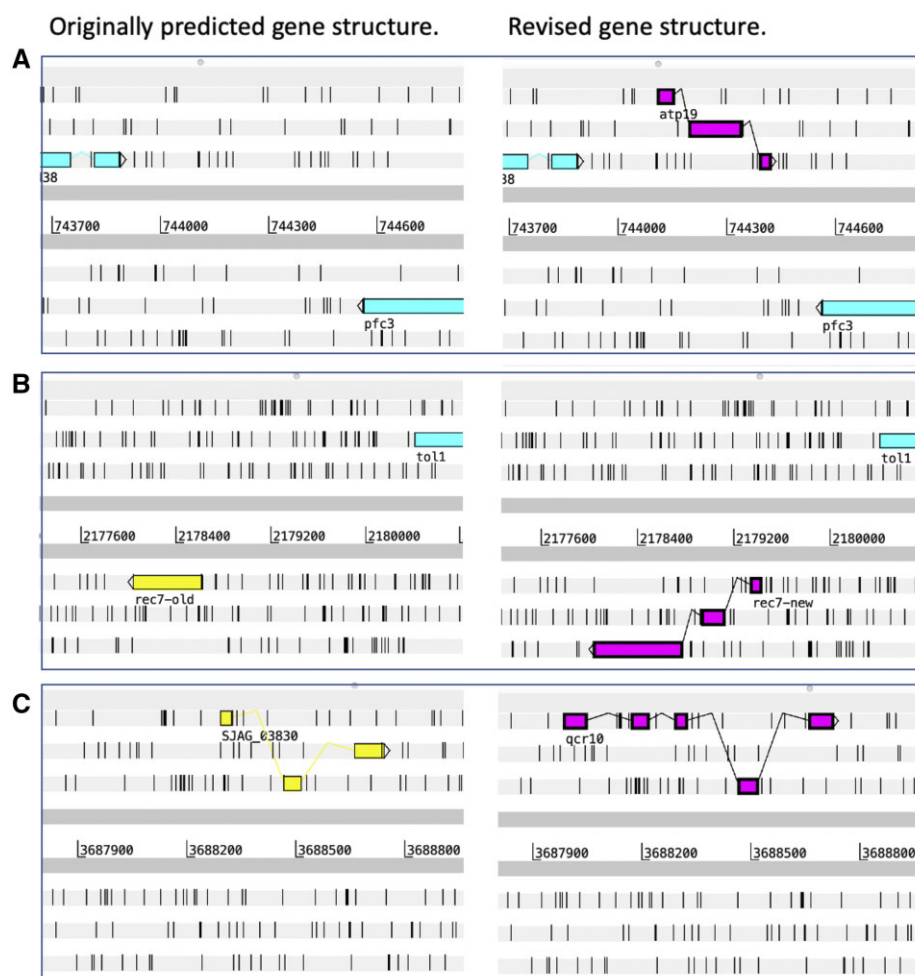 Originally predicted gene structure. Revised gene structure.
A
atp19
38 38
743700 744000 744300 744600 743700 744000 744300 744600
pfc3 pfc3
B
tol1 tol1
2177600 2178400 2179200 2180000 2177600 2178400 2179200 2180000
rec7-old rec7-new
C
SJAG_03830 qcr10
3687900 3688200 3688500 3688800 3687900 3688200 3688500 3688800